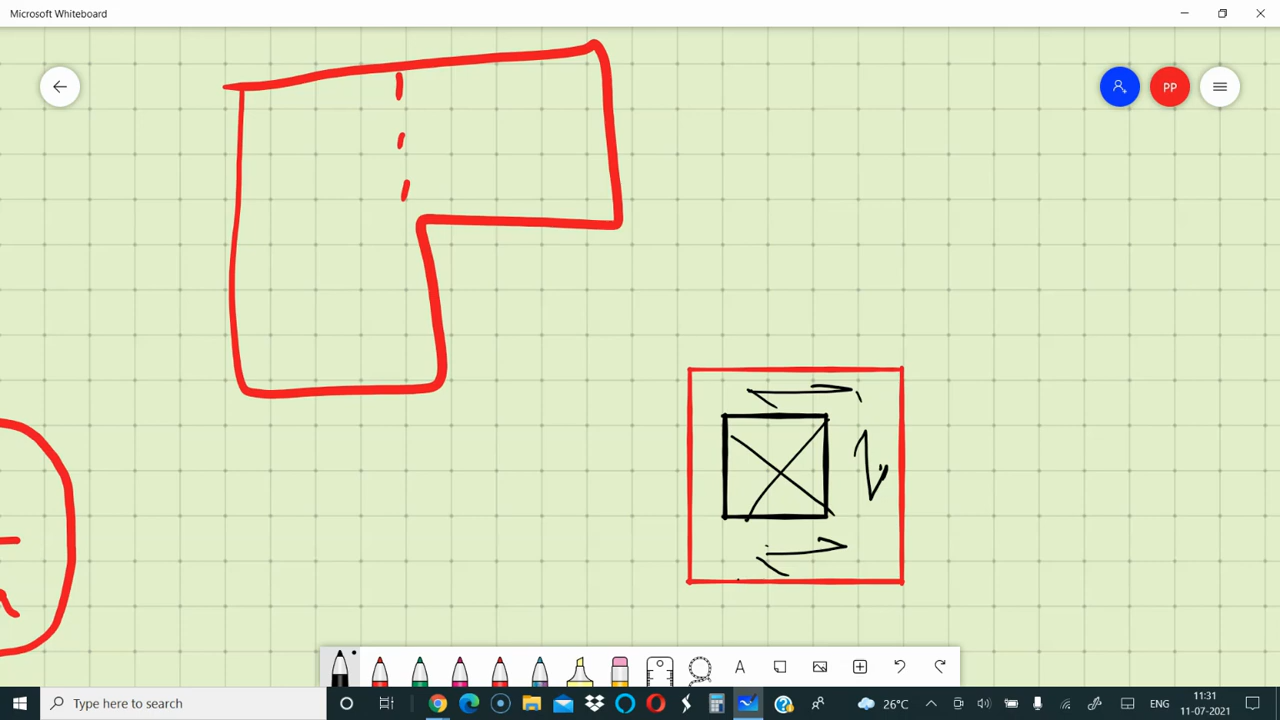 Microsoft Whiteboard
PP
A
Type here to search
26°C
ENG
11:31
11-07-2021